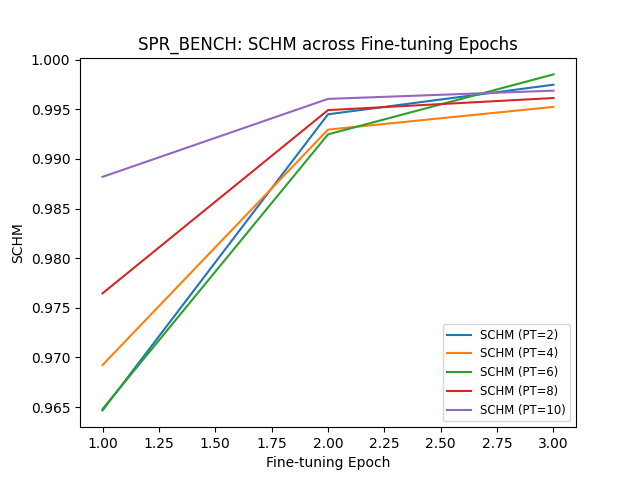 SPR_BENCH: SCHM across Fine-tuning Epochs
SCHM
1.000
0.995
0.990
0.985
0.980
0.975
0.970
0.965
1.00 1.25 1.50 1.75 2.00 2.25 2.50 2.75 3.00
Fine-tuning Epoch
SCHM (PT=2)
SCHM (PT=4)
SCHM (PT=6)
SCHM (PT=8)
SCHM (PT=10)